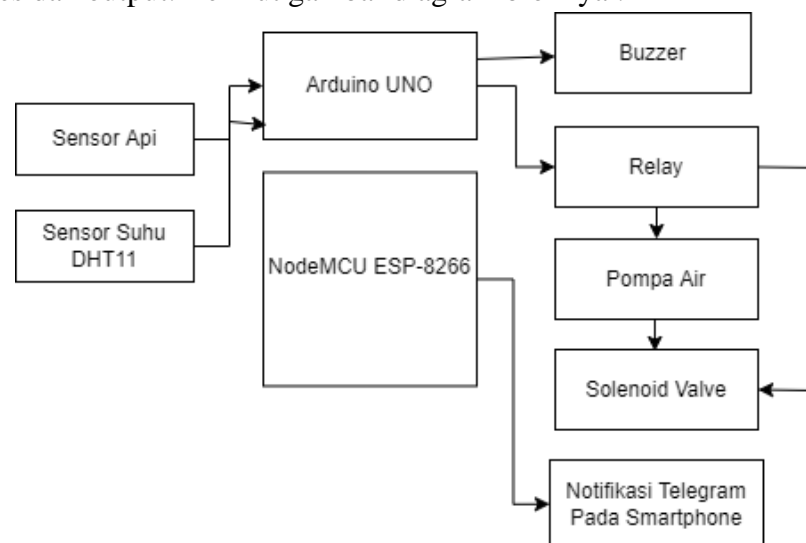 Arduino UNO
Buzzer
Sensor Api
Relay
Sensor Suhu
DHT11
NodeMCU ESP-8266
Pompa Air
Solenoid Valve
Notifikasi Telegram
Pada Smartphone